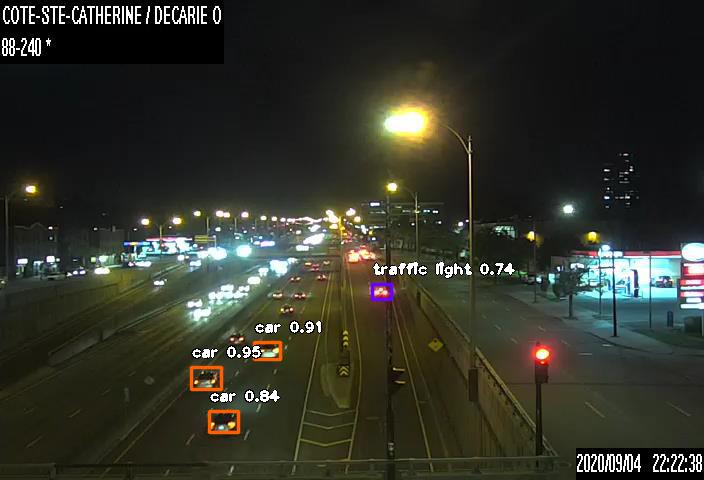 COTE-STE-CATHERINE / DECARIE O
88-240 *
traffic light 0.74
car 0.91
car 0.95
car 0.84
2020/09/04 22:22:38